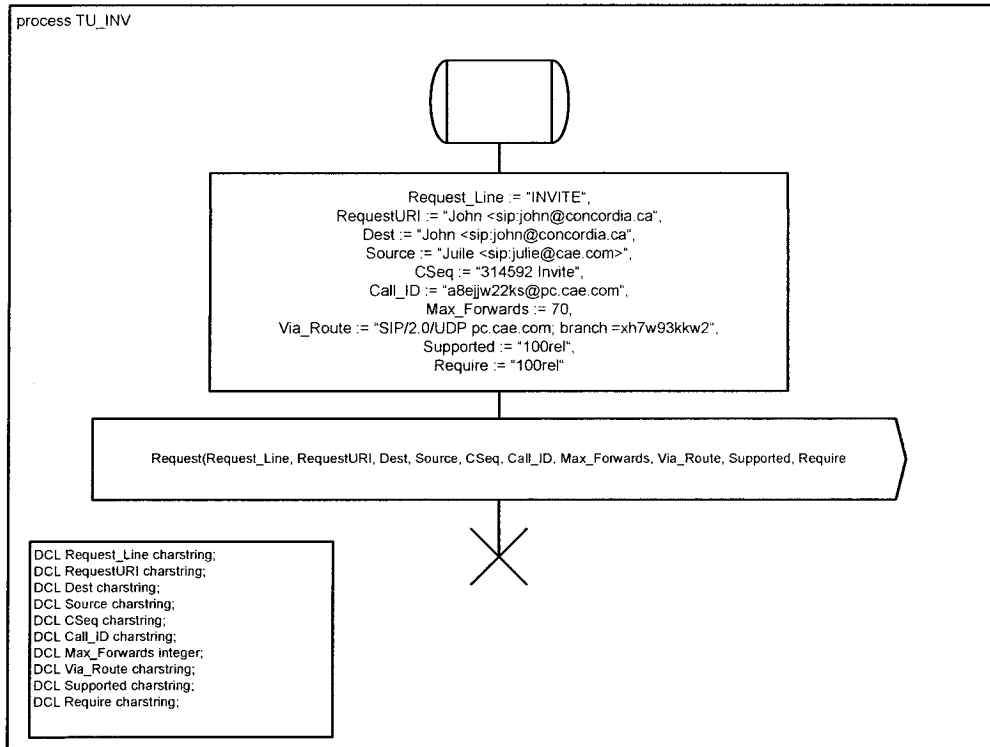 process TU_INV
Request_Line := "INVITE",
RequestURI := "John <sip:john@concordia.ca",
Dest := "John <sip:john@concordia.ca",
Source := "Juile <sip:julie@cae.com>",
CSeq := "314592 Invite",
Call_ID := "a8ejjw22ks@pc.cae.com",
Max_Forwards := 70,
Via_Route := "SIP/2.0/UDP pc.cae.com; branch =xh7w93kkw2",
Supported := "100rel",
Require := "100rel"
Request(Request_Line, RequestURI, Dest, Source, CSeq, Call_ID, Max_Forwards, Via_Route, Supported, Require
DCL Request_Line charstring;
DCL RequestURI charstring;
DCL Dest charstring;
DCL Source charstring;
DCL CSeq charstring;
DCL Call_ID charstring;
DCL Max_Forwards integer;
DCL Via_Route charstring;
DCL Supported charstring;
DCL Require charstring;